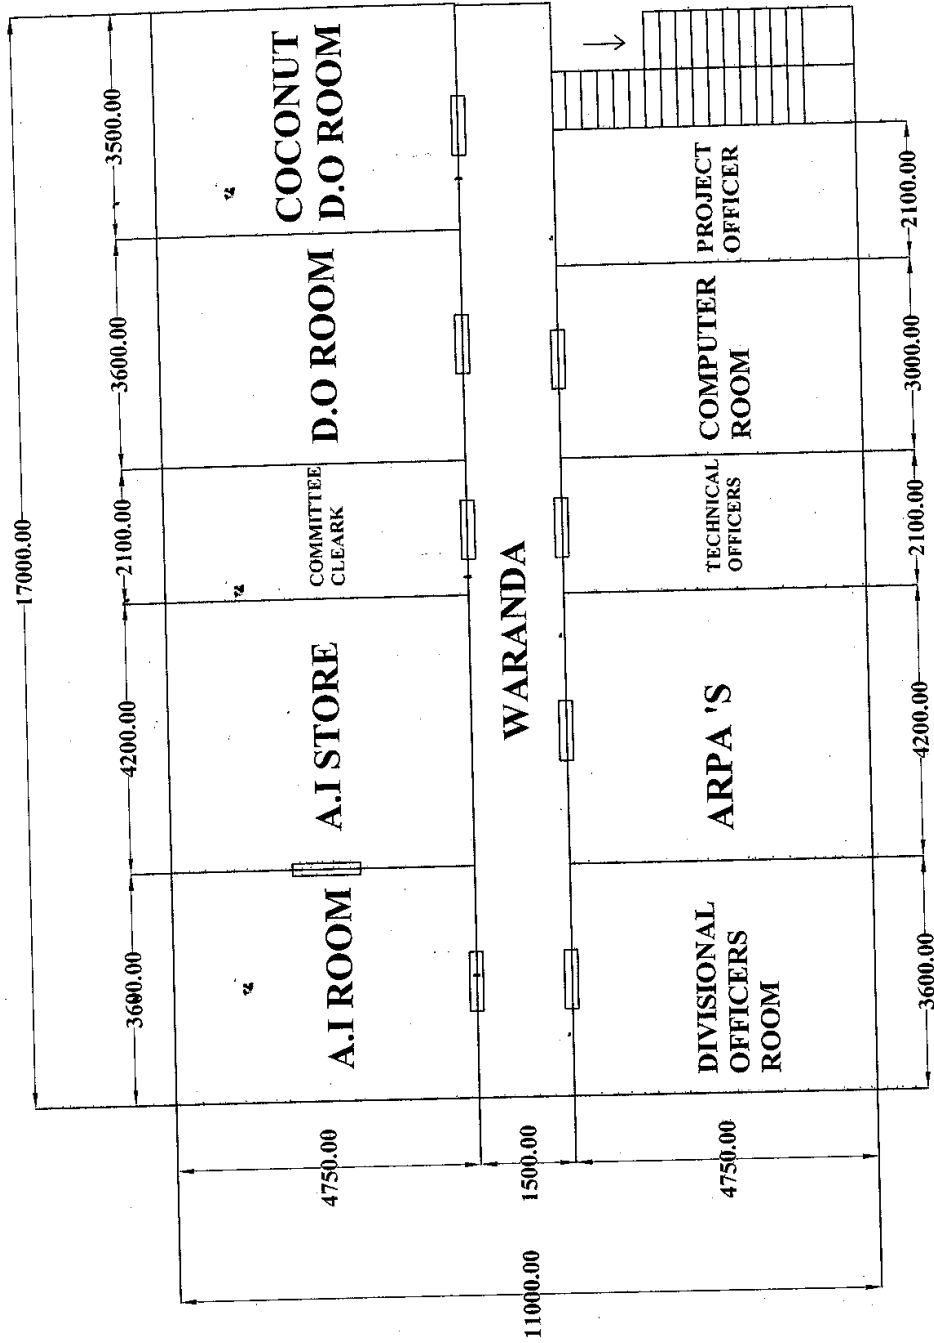 17000.00
3600.00
4200.00
2100.00
3600.00
3500.00
A.I ROOM
A.I STORE
COMMITTEE
CLEARK
D.O ROOM
COCONUT
D.O ROOM
WARANDA
DIVISIONAL
OFFICERS
ROOM
ARPA 'S
TECHNICAL
OFFICERS
COMPUTER
ROOM
PROJECT
OFFICER
3600.00
4200.00
2100.00
3000.00
2100.00
11000.00
4750.00
1500.00
4750.00